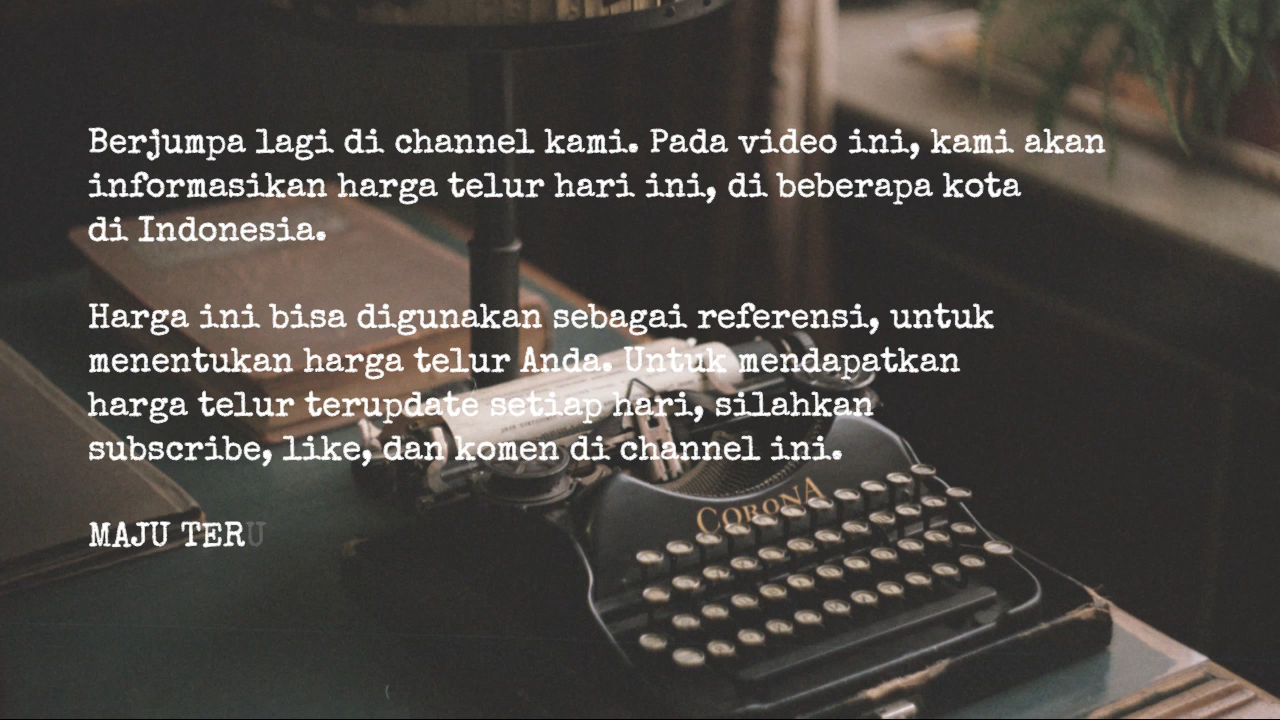 Berjumpa lagi di channel kami. Pada video ini, kami akan
informasikan harga telur hari ini, di beberapa kota
di Indonesia.
Harga ini bisa digunakan sebagai referensi, untuk
menentukan harga telur Anda. Untuk mendapatkan
harga telur terupdate setiap hari, silahkan
subscribe, like, dan komen di channel ini.
MAJU TERU
CORONA